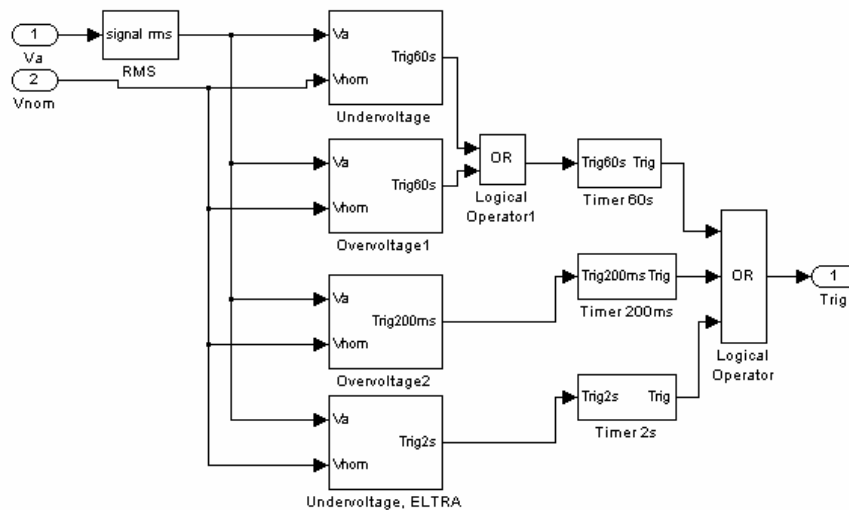 1
Va
2
Vnom
signal rms
RMS
Va
Vnom
Trig60s
Undervoltage
Va
Vnom
Trig60s
Overvoltage1
OR
Logical
Operator1
Trig60s Trig
Timer 60s
Va
Vnom
Trig200ms
Overvoltage2
Trig200ms Trig
Timer 200ms
OR
Logical
Operator
1
Trig
Va
Vnom
Trig2s
Undervoltage, ELTRA
Trig2s Trig
Timer 2s